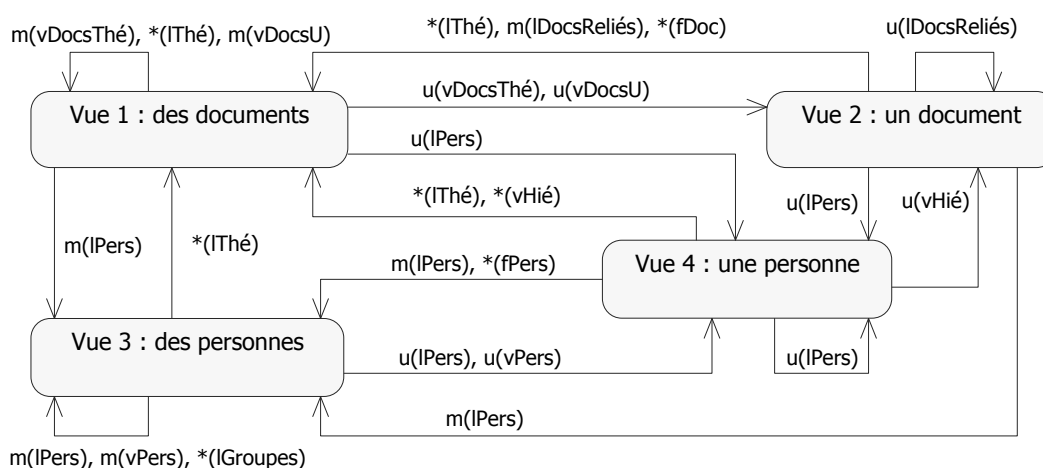 m(vDocsThé), *(lThé), m(vDocsU)
*(lThé), m(lDocsReliés), *(fDoc)
u(lDocsReliés)
Vue 1 : des documents
u(vDocsThé), u(vDocsU)
Vue 2 : un document
u(lPers)
*(lThé), *(vHié)
u(lPers)
u(vHié)
m(lPers)
*(lThé)
m(lPers), *(fPers)
Vue 4 : une personne
Vue 3 : des personnes
u(lPers), u(vPers)
u(lPers)
m(lPers)
m(lPers), m(vPers), *(lGroupes)